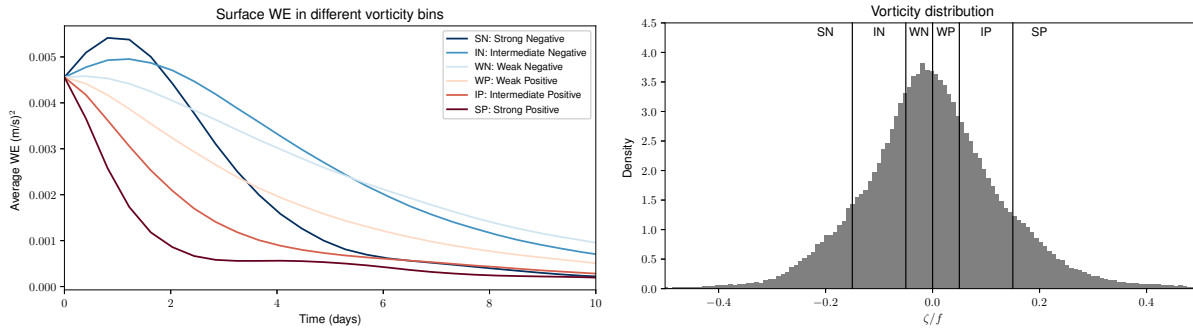 Surface WE in different vorticity bins
Average WE (m/s)²
0.005
0.004
0.003
0.002
0.001
0.000
SN: Strong Negative
IN: Intermediate Negative
WN: Weak Negative
WP: Weak Positive
IP: Intermediate Positive
SP: Strong Positive
0 2 4 6 8 10
Time (days)
Vorticity distribution
Density
4.5
4.0
3.5
3.0
2.5
2.0
1.5
1.0
0.5
0.0
SN IN WN WP IP SP
−0.4 −0.2 0.0 0.2 0.4
ζ/f